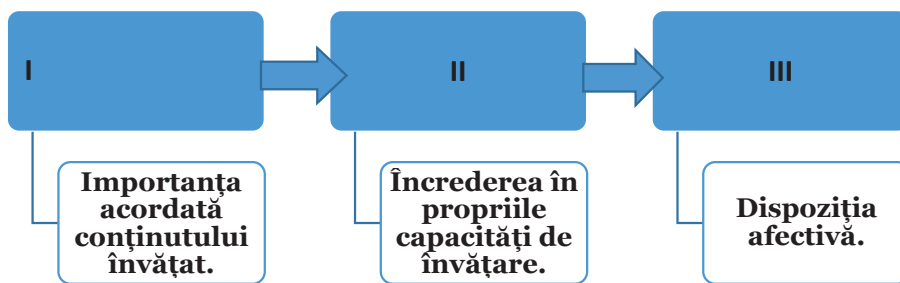 I
II
III
Importanța
acordată
conținutului
învățat.
Încrederea în
propriile
capacități de
învățare.
Dispoziția
afectivă.